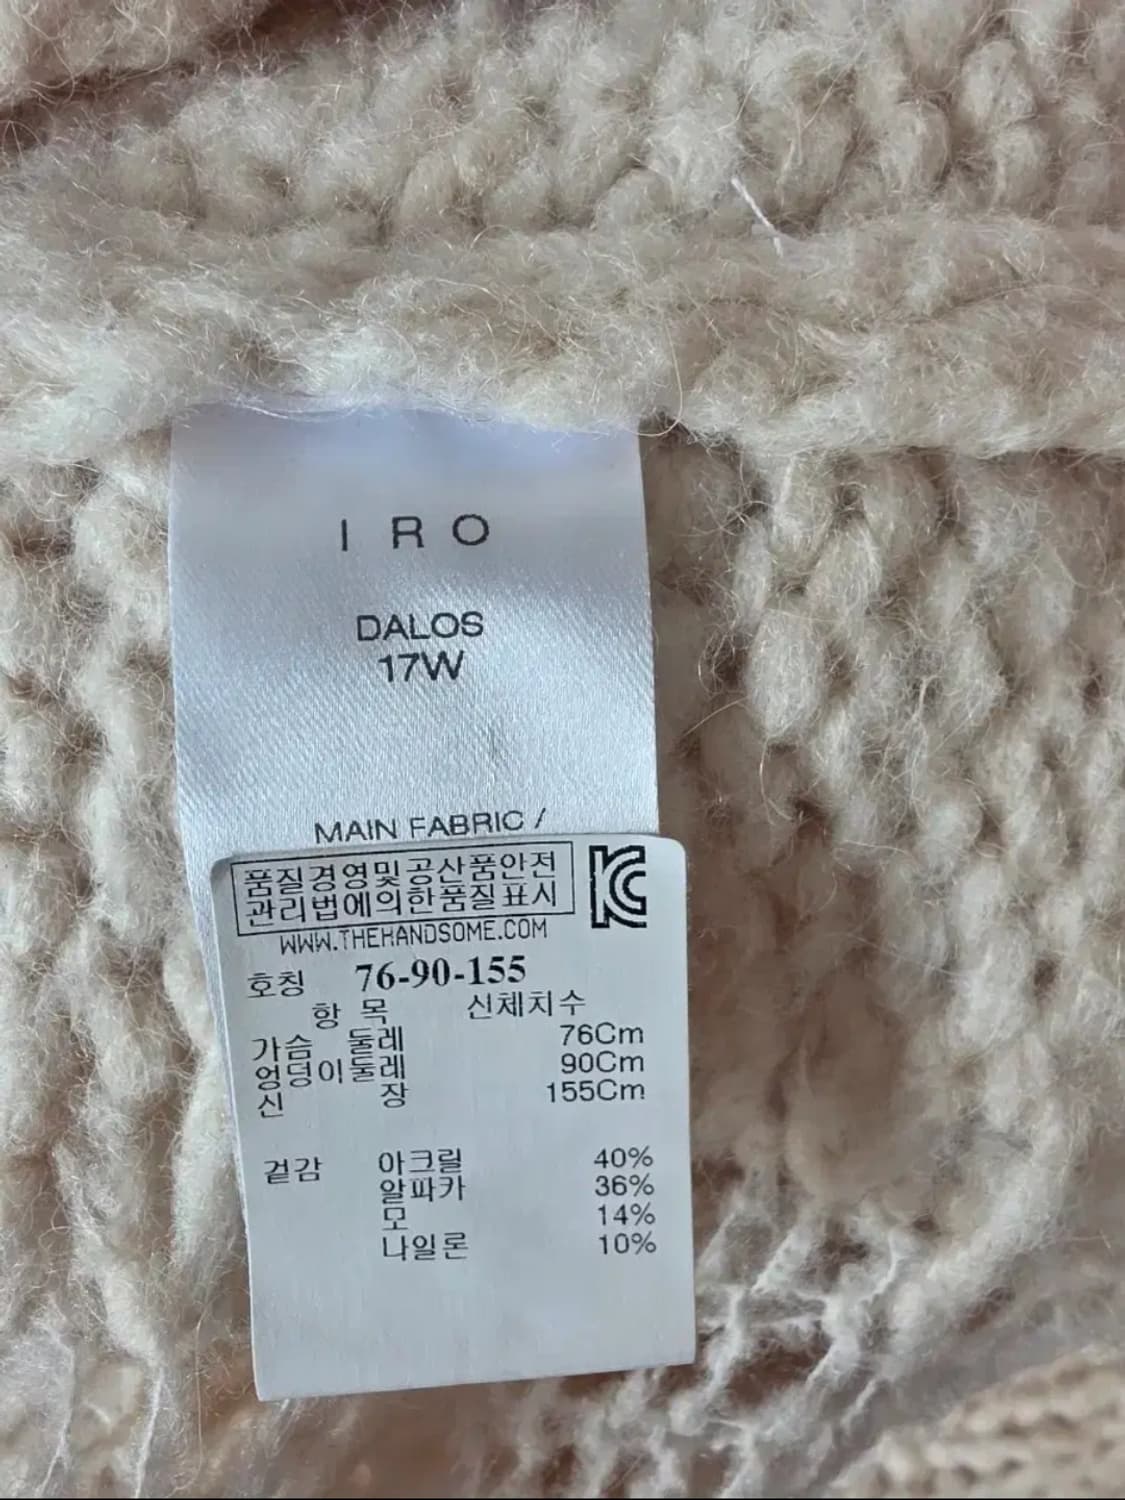 IRO
DALOS
17W
MAIN FABRIC /
품질경영및공산품안전
관리법에의한품질표시
WWW.THEHANDSOME.COM
호칭 76-90-155
항 목 신체치수
가슴 둘레 76Cm
엉덩이둘레 90Cm
신 장 155Cm
겉감 아크릴 40%
알파카 36%
모 14%
나일론 10%